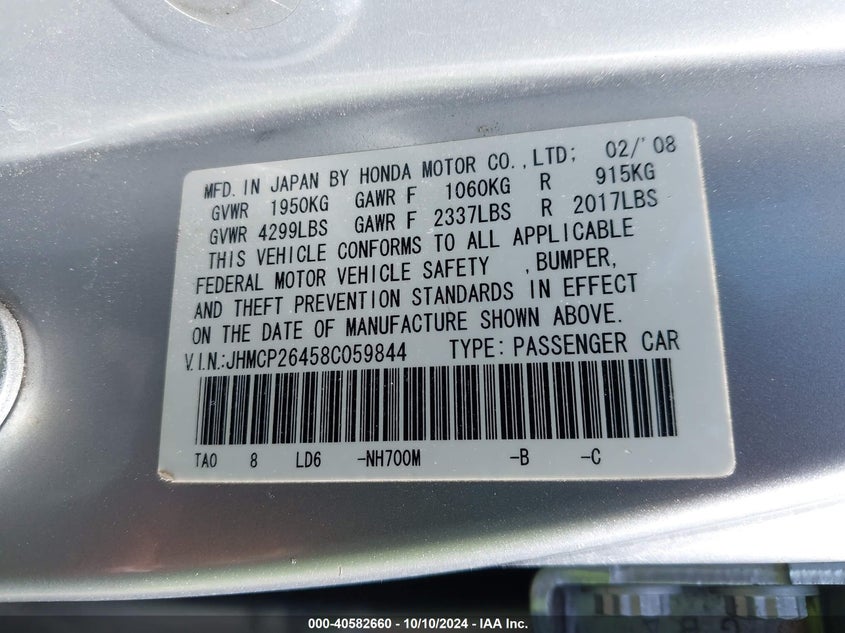 MFD. IN JAPAN BY HONDA MOTOR CO.,LTD; 02/'08
GVWR 1950KG GAWR F 1060KG R 915KG
GVWR 4299LBS GAWR F 2337LBS R 2017LBS
THIS VEHICLE CONFORMS TO ALL APPLICABLE
FEDERAL MOTOR VEHICLE SAFETY ,BUMPER,
AND THEFT PREVENTION STANDARDS IN EFFECT
ON THE DATE OF MANUFACTURE SHOWN ABOVE.
V.I.N.:JHMCP26458C059844 TYPE: PASSENGER CAR
TA0 8 LD6 -NH700M -B -C
000-40582660 - 10/10/2024 - IAA Inc.